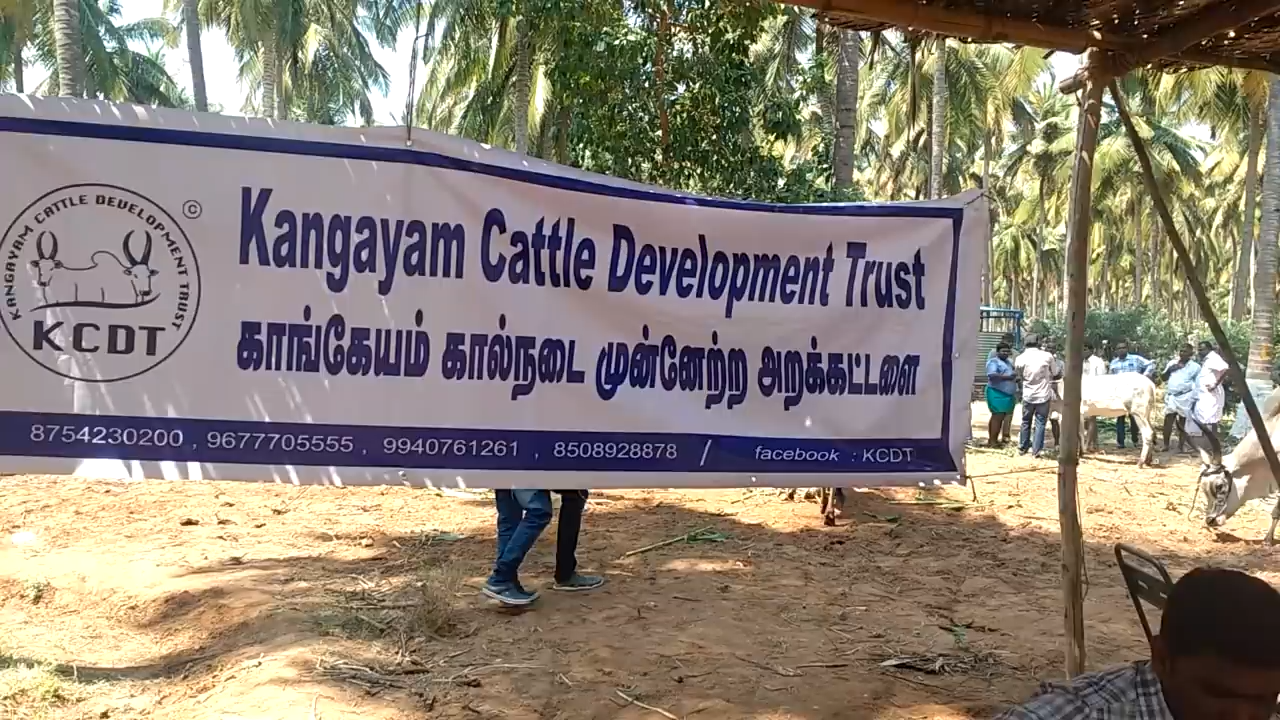 KANGAYAM CATTLE DEVELOPMENT TRUST
©
KCDT
Kangayam Cattle Development Trust
காங்கேயம் கால்நடை முன்னேற்ற அறக்கட்டளை
8754230200 , 9677705555 , 9940761261 , 8508928878 / facebook : KCDT